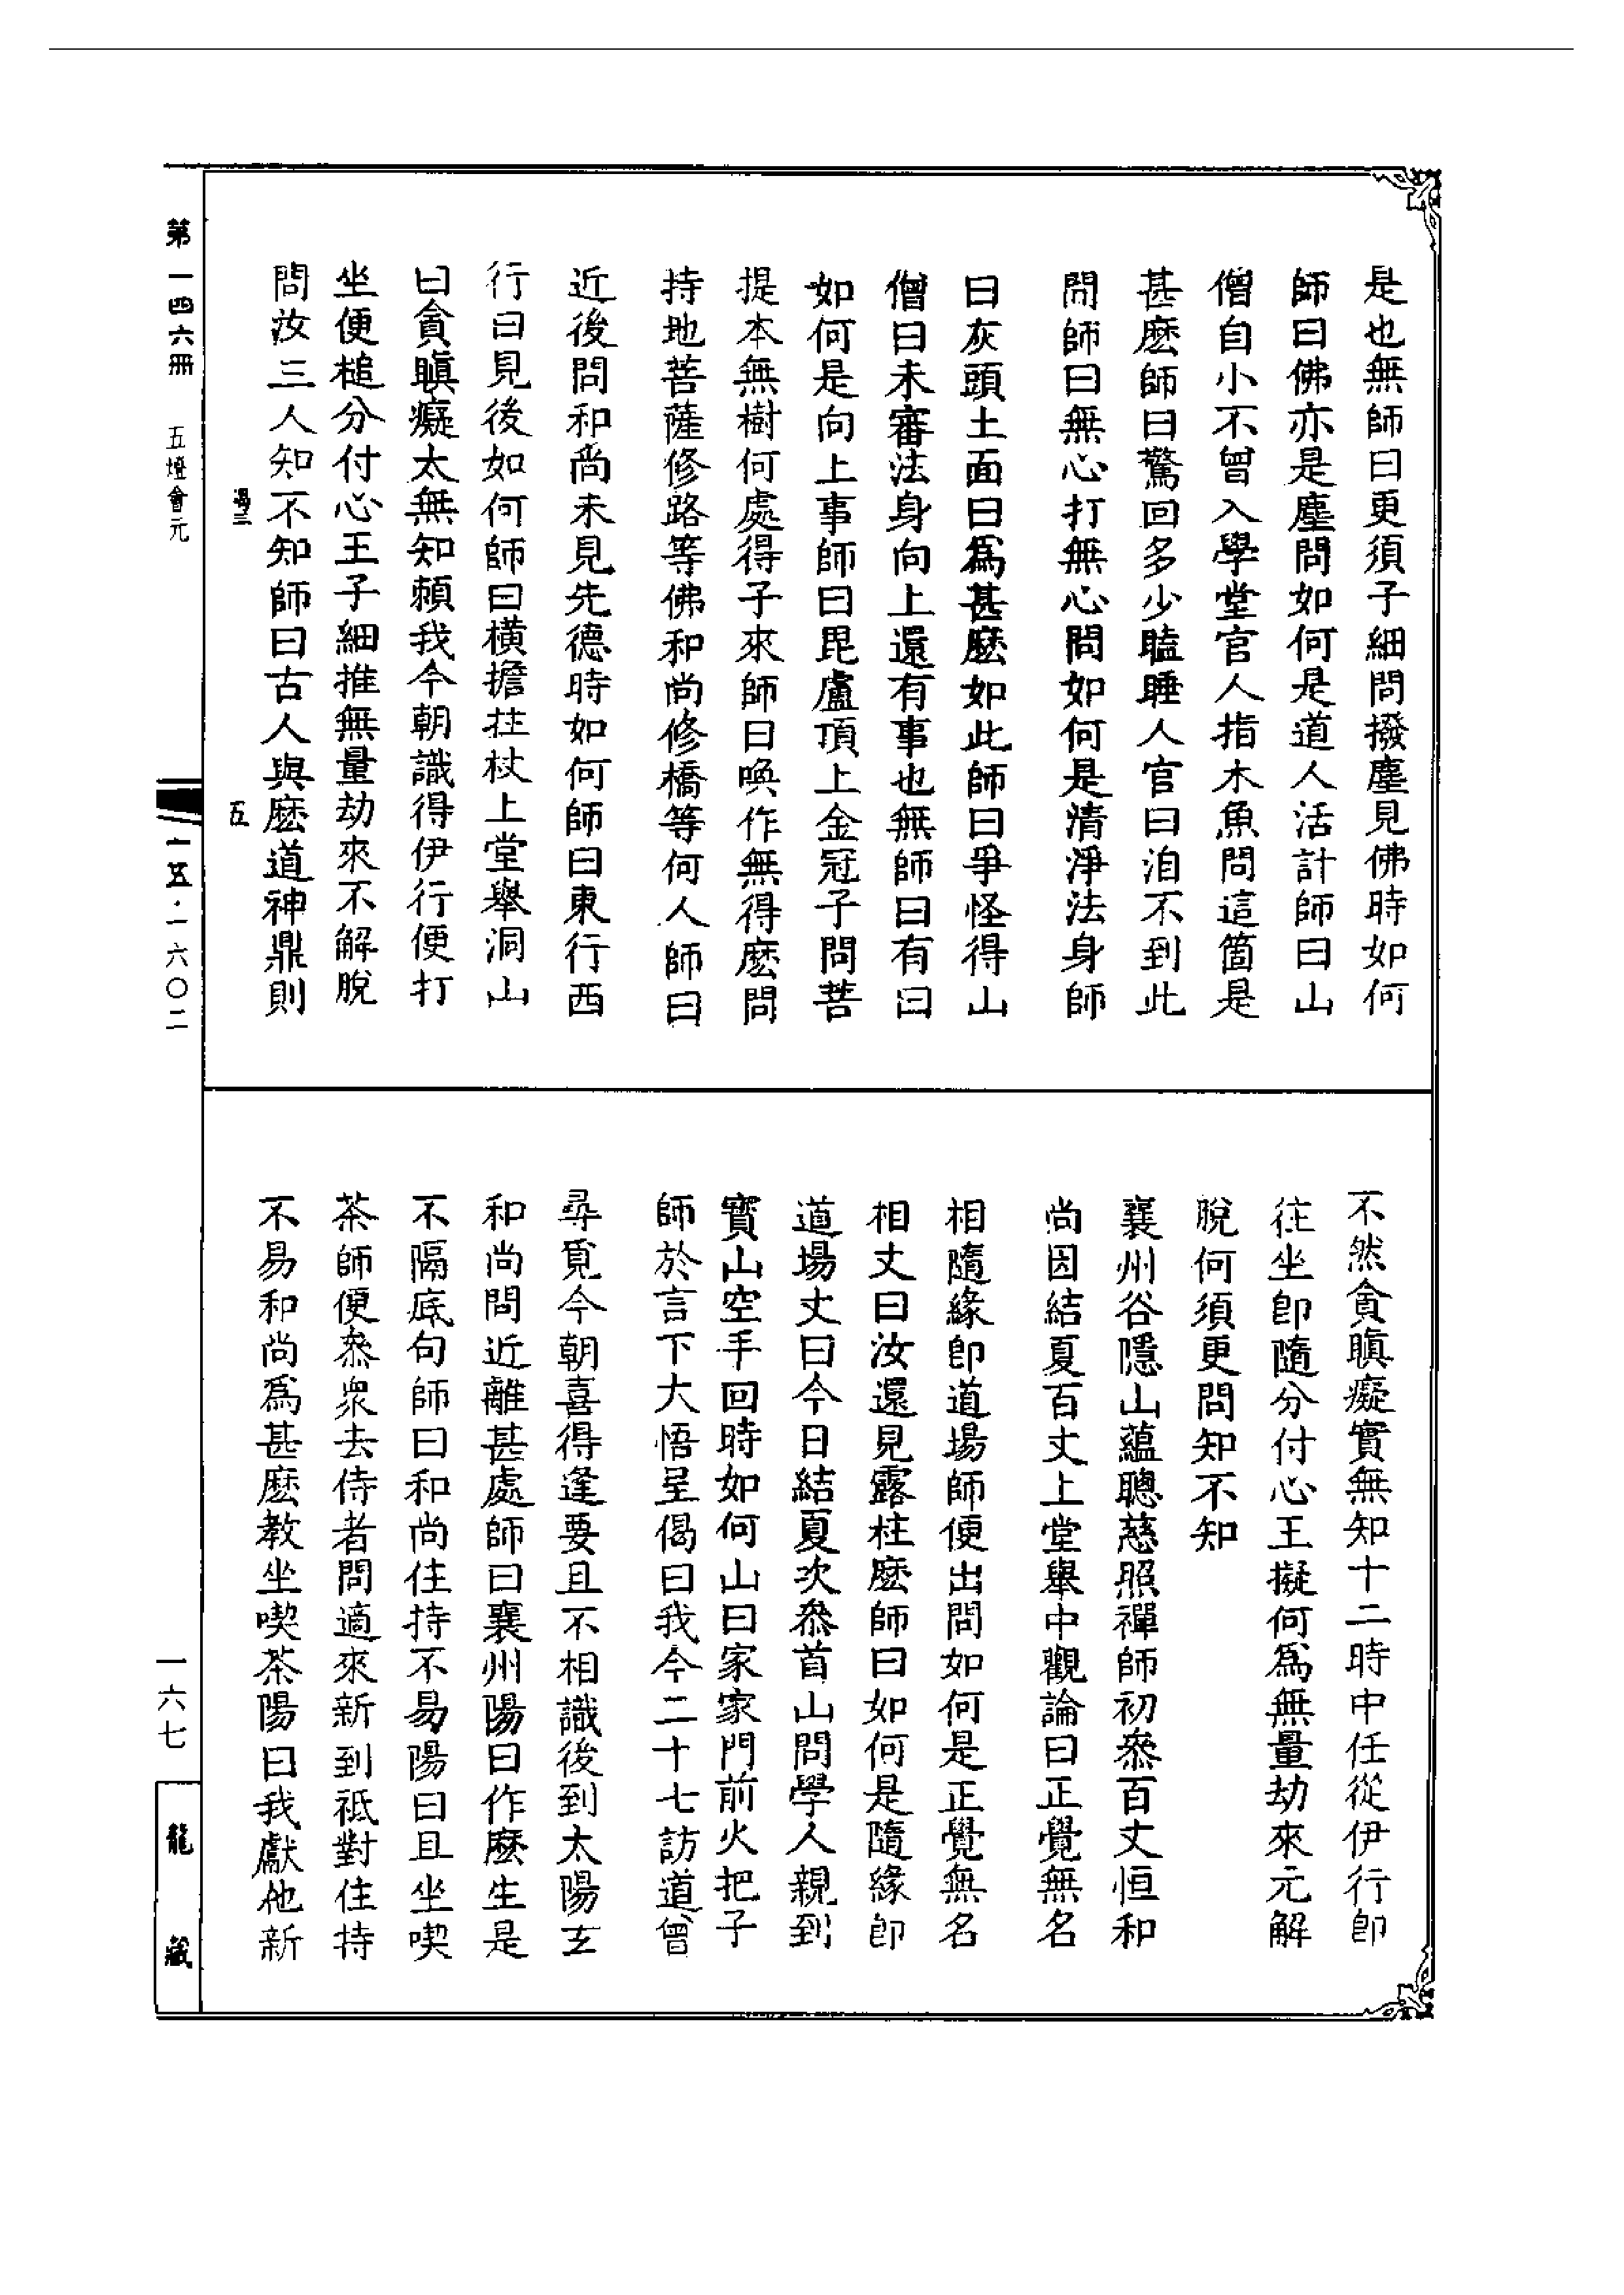 是也無師曰更須子細問撥塵見佛時如何
師曰佛亦是塵問如何是道人活計師曰山
僧自小不曾入學堂官人指木魚問這箇是
甚麽師曰驚回多少瞌睡人官曰洎不到此
問師曰無心打無心問如何是清淨法身師
曰灰頭土面曰爲甚麽如此師曰爭怪得山
僧曰未審法身向上還有事也無師曰有曰
如何是向上事師曰毘盧頂上金冠子問菩
提本無樹何處得子來師曰喚作無得麽問
持地菩薩修路等佛和尚修橋等何人師曰
近後問和尚未見先德時如何師曰東行西
行曰見後如何師曰橫擔拄杖上堂舉洞山
曰貪瞋癡太無知賴我今朝識得伊行便打
坐便槌分付心王子細推無量劫來不解脫
問汝三人知不知師曰古人與麽道神鼎則
不然貪瞋癡實無知十二時中任從伊行卽
往坐卽隨分付心王擬何爲無量劫來元解
脫何須更問知不知
襄州谷隱山蘊聰慈照禪師初叅百丈恒和
尚因結夏百丈上堂舉中觀論曰正覺無名
相隨緣卽道場師便出問如何是正覺無名
相丈曰汝還見露柱麽師曰如何是隨緣卽
道場丈曰今日結夏次叅首山問學人親到
寶山空手回時如何山曰家家門前火把子
師於言下大悟呈偈曰我今二十七訪道曾
尋覓今朝喜得逢要且不相識後到太陽玄
和尚問近離甚處師曰襄州陽曰作麽生是
不隔底句師曰和尚住持不易陽曰且坐喫
茶師便叅衆去侍者問適來新到祗對住持
不易和尚爲甚麽教坐喫茶陽曰我獻他新
五
第一四六冊 五燈會元
一五·一六〇二
一六七
龍藏